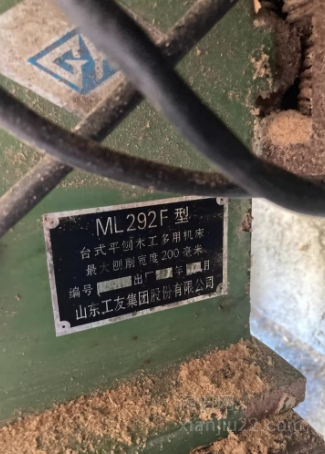 ML292F型
台式平刨木工多用机床
最大刨削宽度200毫米
编号 出厂 年 月
山东工友集团股份有限公司
xianyu22.com